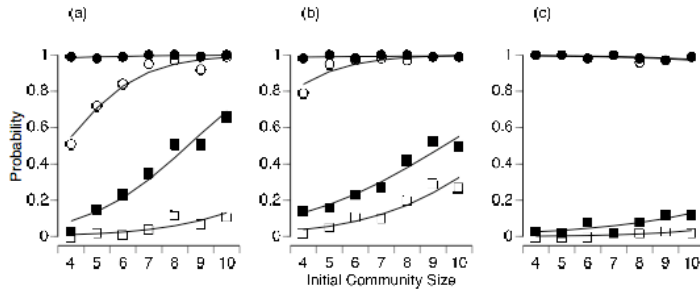 (a) (b) (c)
1 1 1
0.8 0.8 0.8
0.6 0.6 0.6
0.4 0.4 0.4
0.2 0.2 0.2
0 0 0
Probability
4 5 6 7 8 9 10 4 5 6 7 8 9 10 4 5 6 7 8 9 10
Initial Community Size